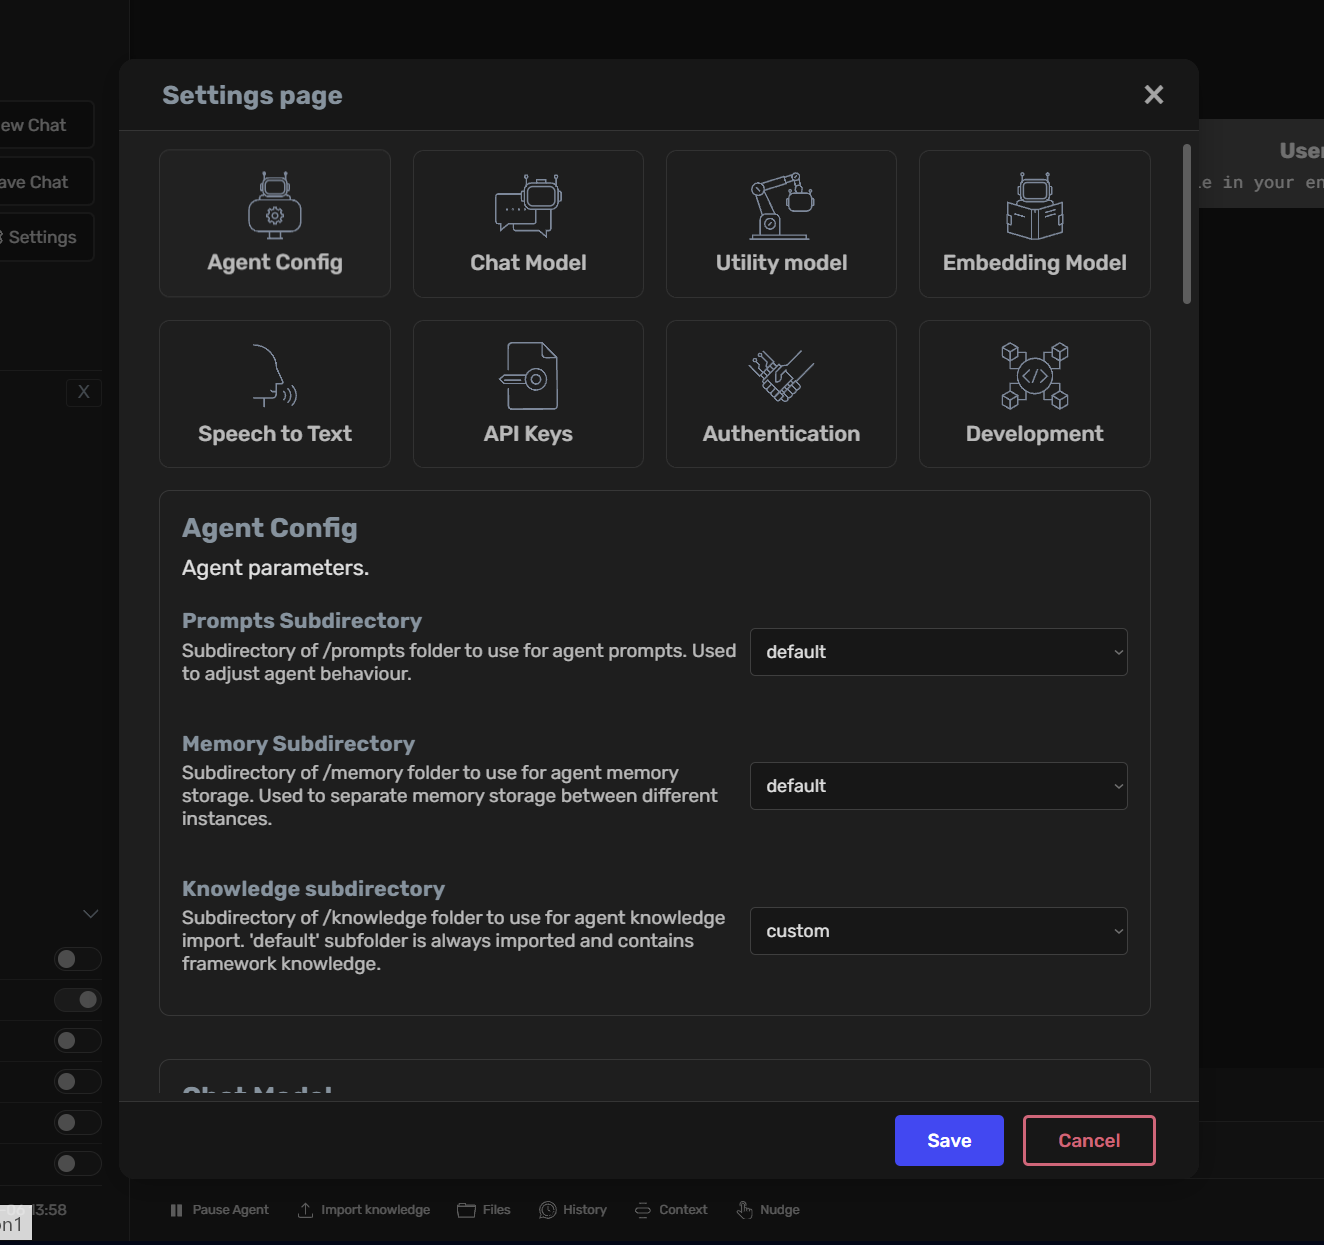 Settings page
ew Chat
ave Chat
Settings
User
e in your en
Agent Config
Chat Model
Utility model
Embedding Model
Speech to Text
API Keys
Authentication
Development
X
Agent Config
Agent parameters.
Prompts Subdirectory
Subdirectory of /prompts folder to use for agent prompts. Used
to adjust agent behaviour.
default
Memory Subdirectory
Subdirectory of /memory folder to use for agent memory
storage. Used to separate memory storage between different
instances.
default
Knowledge subdirectory
Subdirectory of /knowledge folder to use for agent knowledge
import. 'default' subfolder is always imported and contains
framework knowledge.
custom
Chat Model
Save
Cancel
13:58
on1
Pause Agent
Import knowledge
Files
History
Context
Nudge